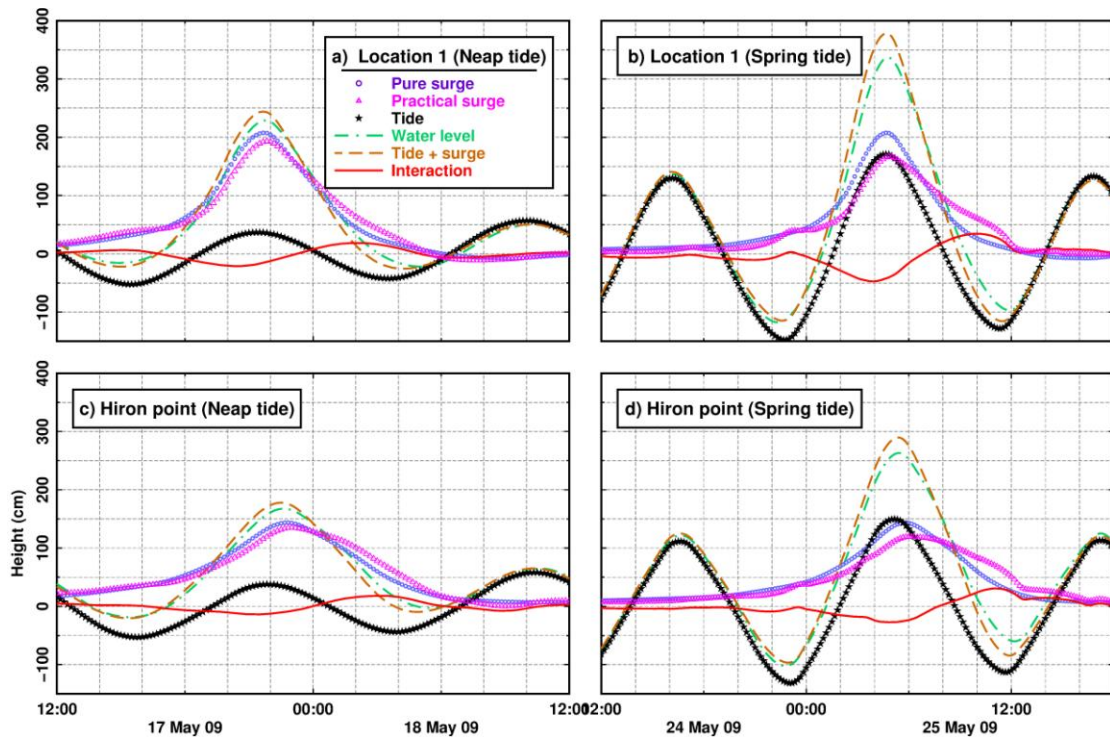 400
300
200
100
0
-100
a) Location 1 (Neap tide)
Pure surge
Practical surge
Tide
Water level
Tide + surge
Interaction
b) Location 1 (Spring tide)
400
300
200
100
0
-100
Height (cm)
c) Hiron point (Neap tide)
d) Hiron point (Spring tide)
12:00 00:00 12:00 12:00 00:00 12:00
17 May 09 18 May 09 24 May 09 25 May 09